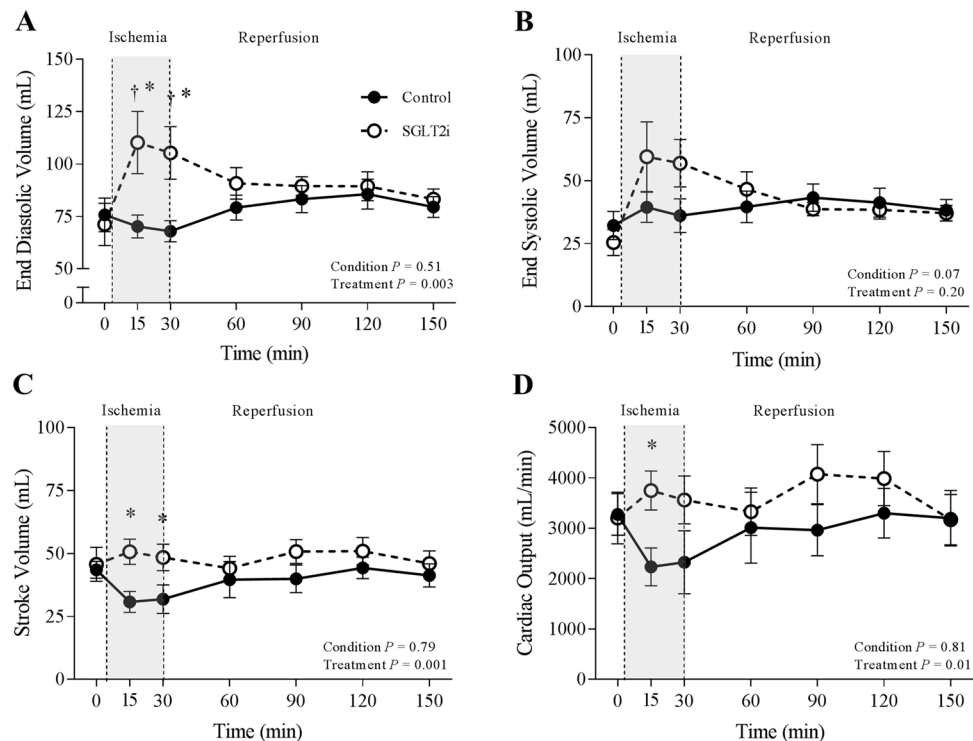 A
Ischemia
Reperfusion
End Diastolic Volume (mL)
150
125
100
75
50
0
† *
† *
Control
SGLT2i
Condition P = 0.51
Treatment P = 0.003
0 15 30 60 90 120 150
Time (min)
B
Ischemia
Reperfusion
End Systolic Volume (mL)
100
75
50
25
0
Condition P = 0.07
Treatment P = 0.20
0 15 30 60 90 120 150
Time (min)
C
Ischemia
Reperfusion
Stroke Volume (mL)
100
75
50
25
0
* *
Condition P = 0.79
Treatment P = 0.001
0 15 30 60 90 120 150
Time (min)
D
Ischemia
Reperfusion
Cardiac Output (mL/min)
5000
4000
3000
2000
1000
0
*
Condition P = 0.81
Treatment P = 0.01
0 15 30 60 90 120 150
Time (min)